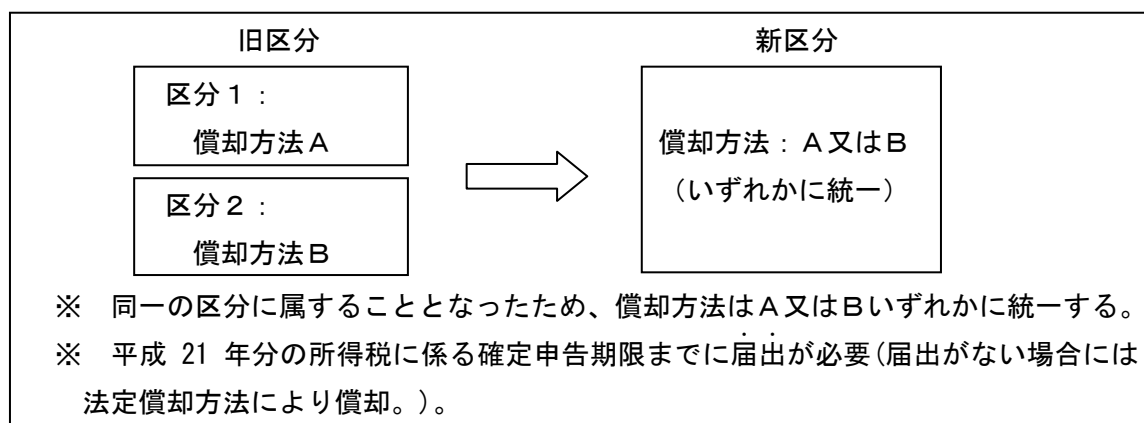 旧区分
新区分
区分１：
償却方法Ａ
区分２：
償却方法Ｂ
償却方法：Ａ又はＢ
（いずれかに統一）
※　同一の区分に属することとなったため、償却方法はＡ又はＢいずれかに統一する。
※　平成 21 年分の所得税に係る確定申告期限までに届出が必要（届出がない場合には
法定償却方法により償却。）。